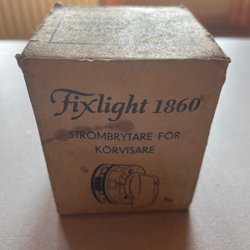 Fixlight 1860
STRÖMBRYTARE FÖR
KÖRVISARE